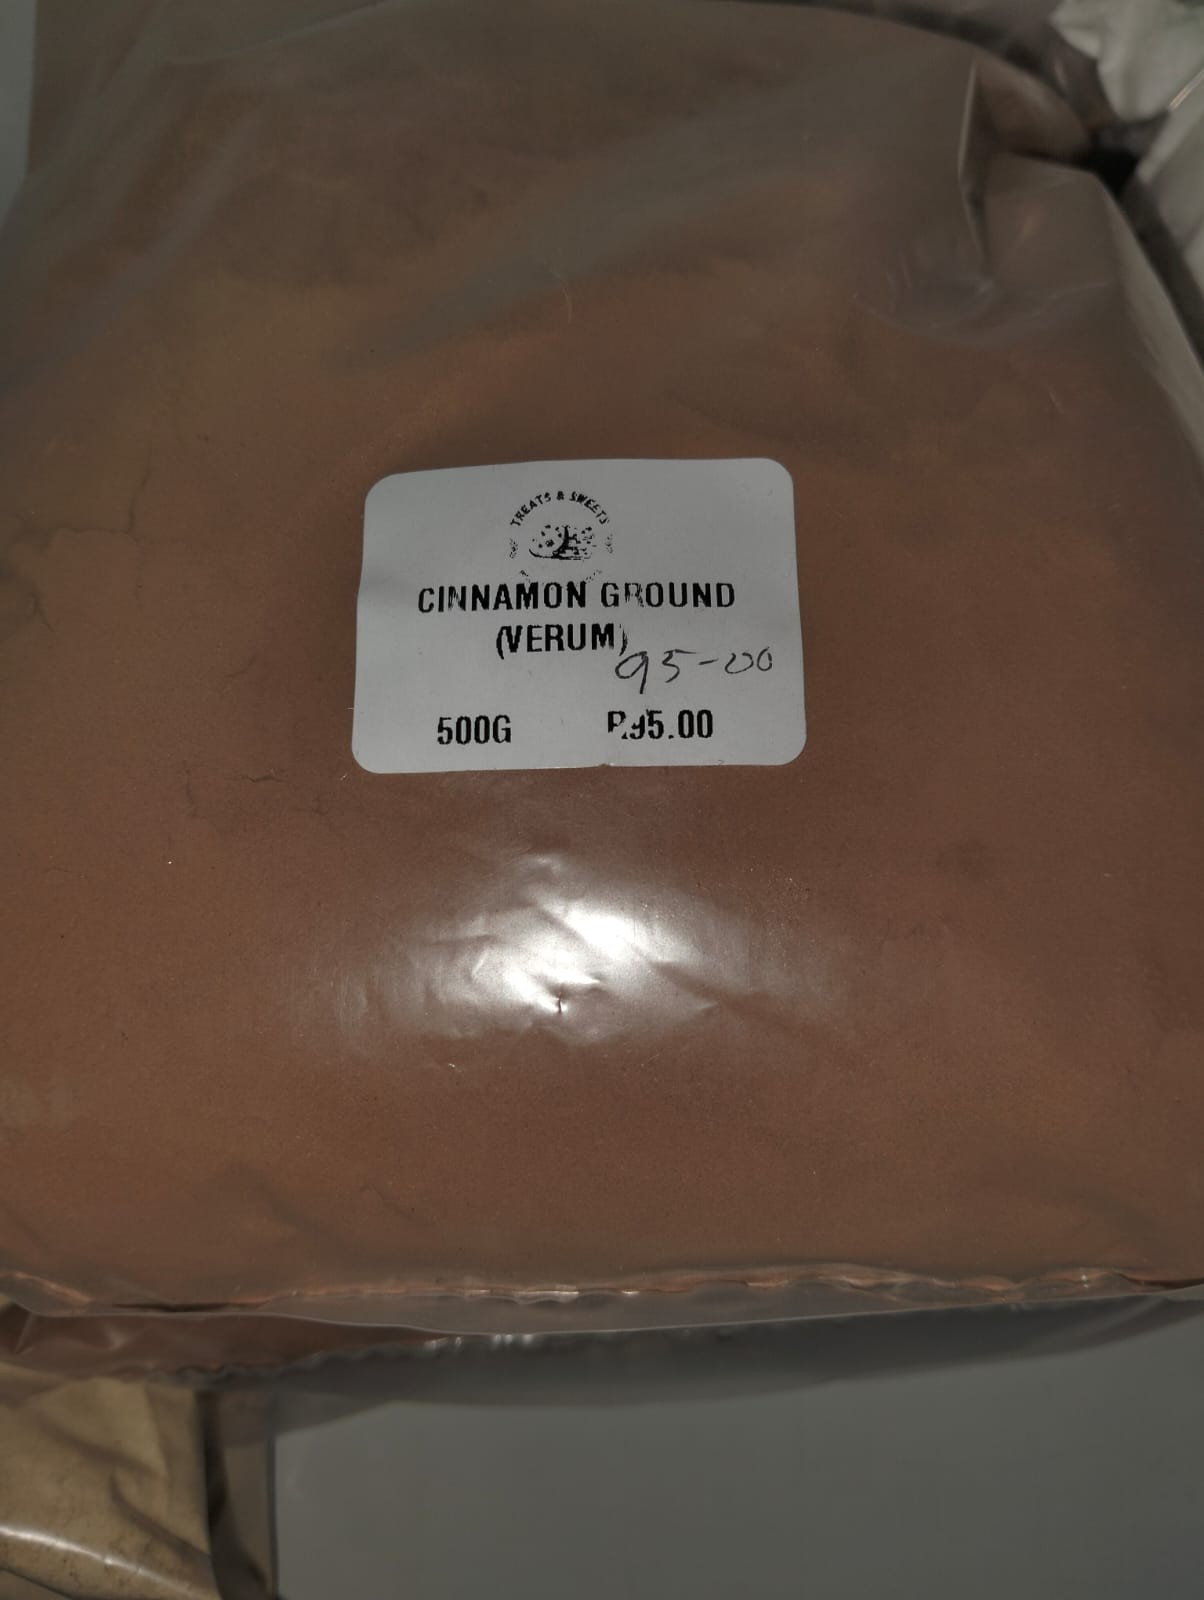 TREATS & SWEETS
CINNAMON GROUND
(VERUM)
95-00
500G R95.00